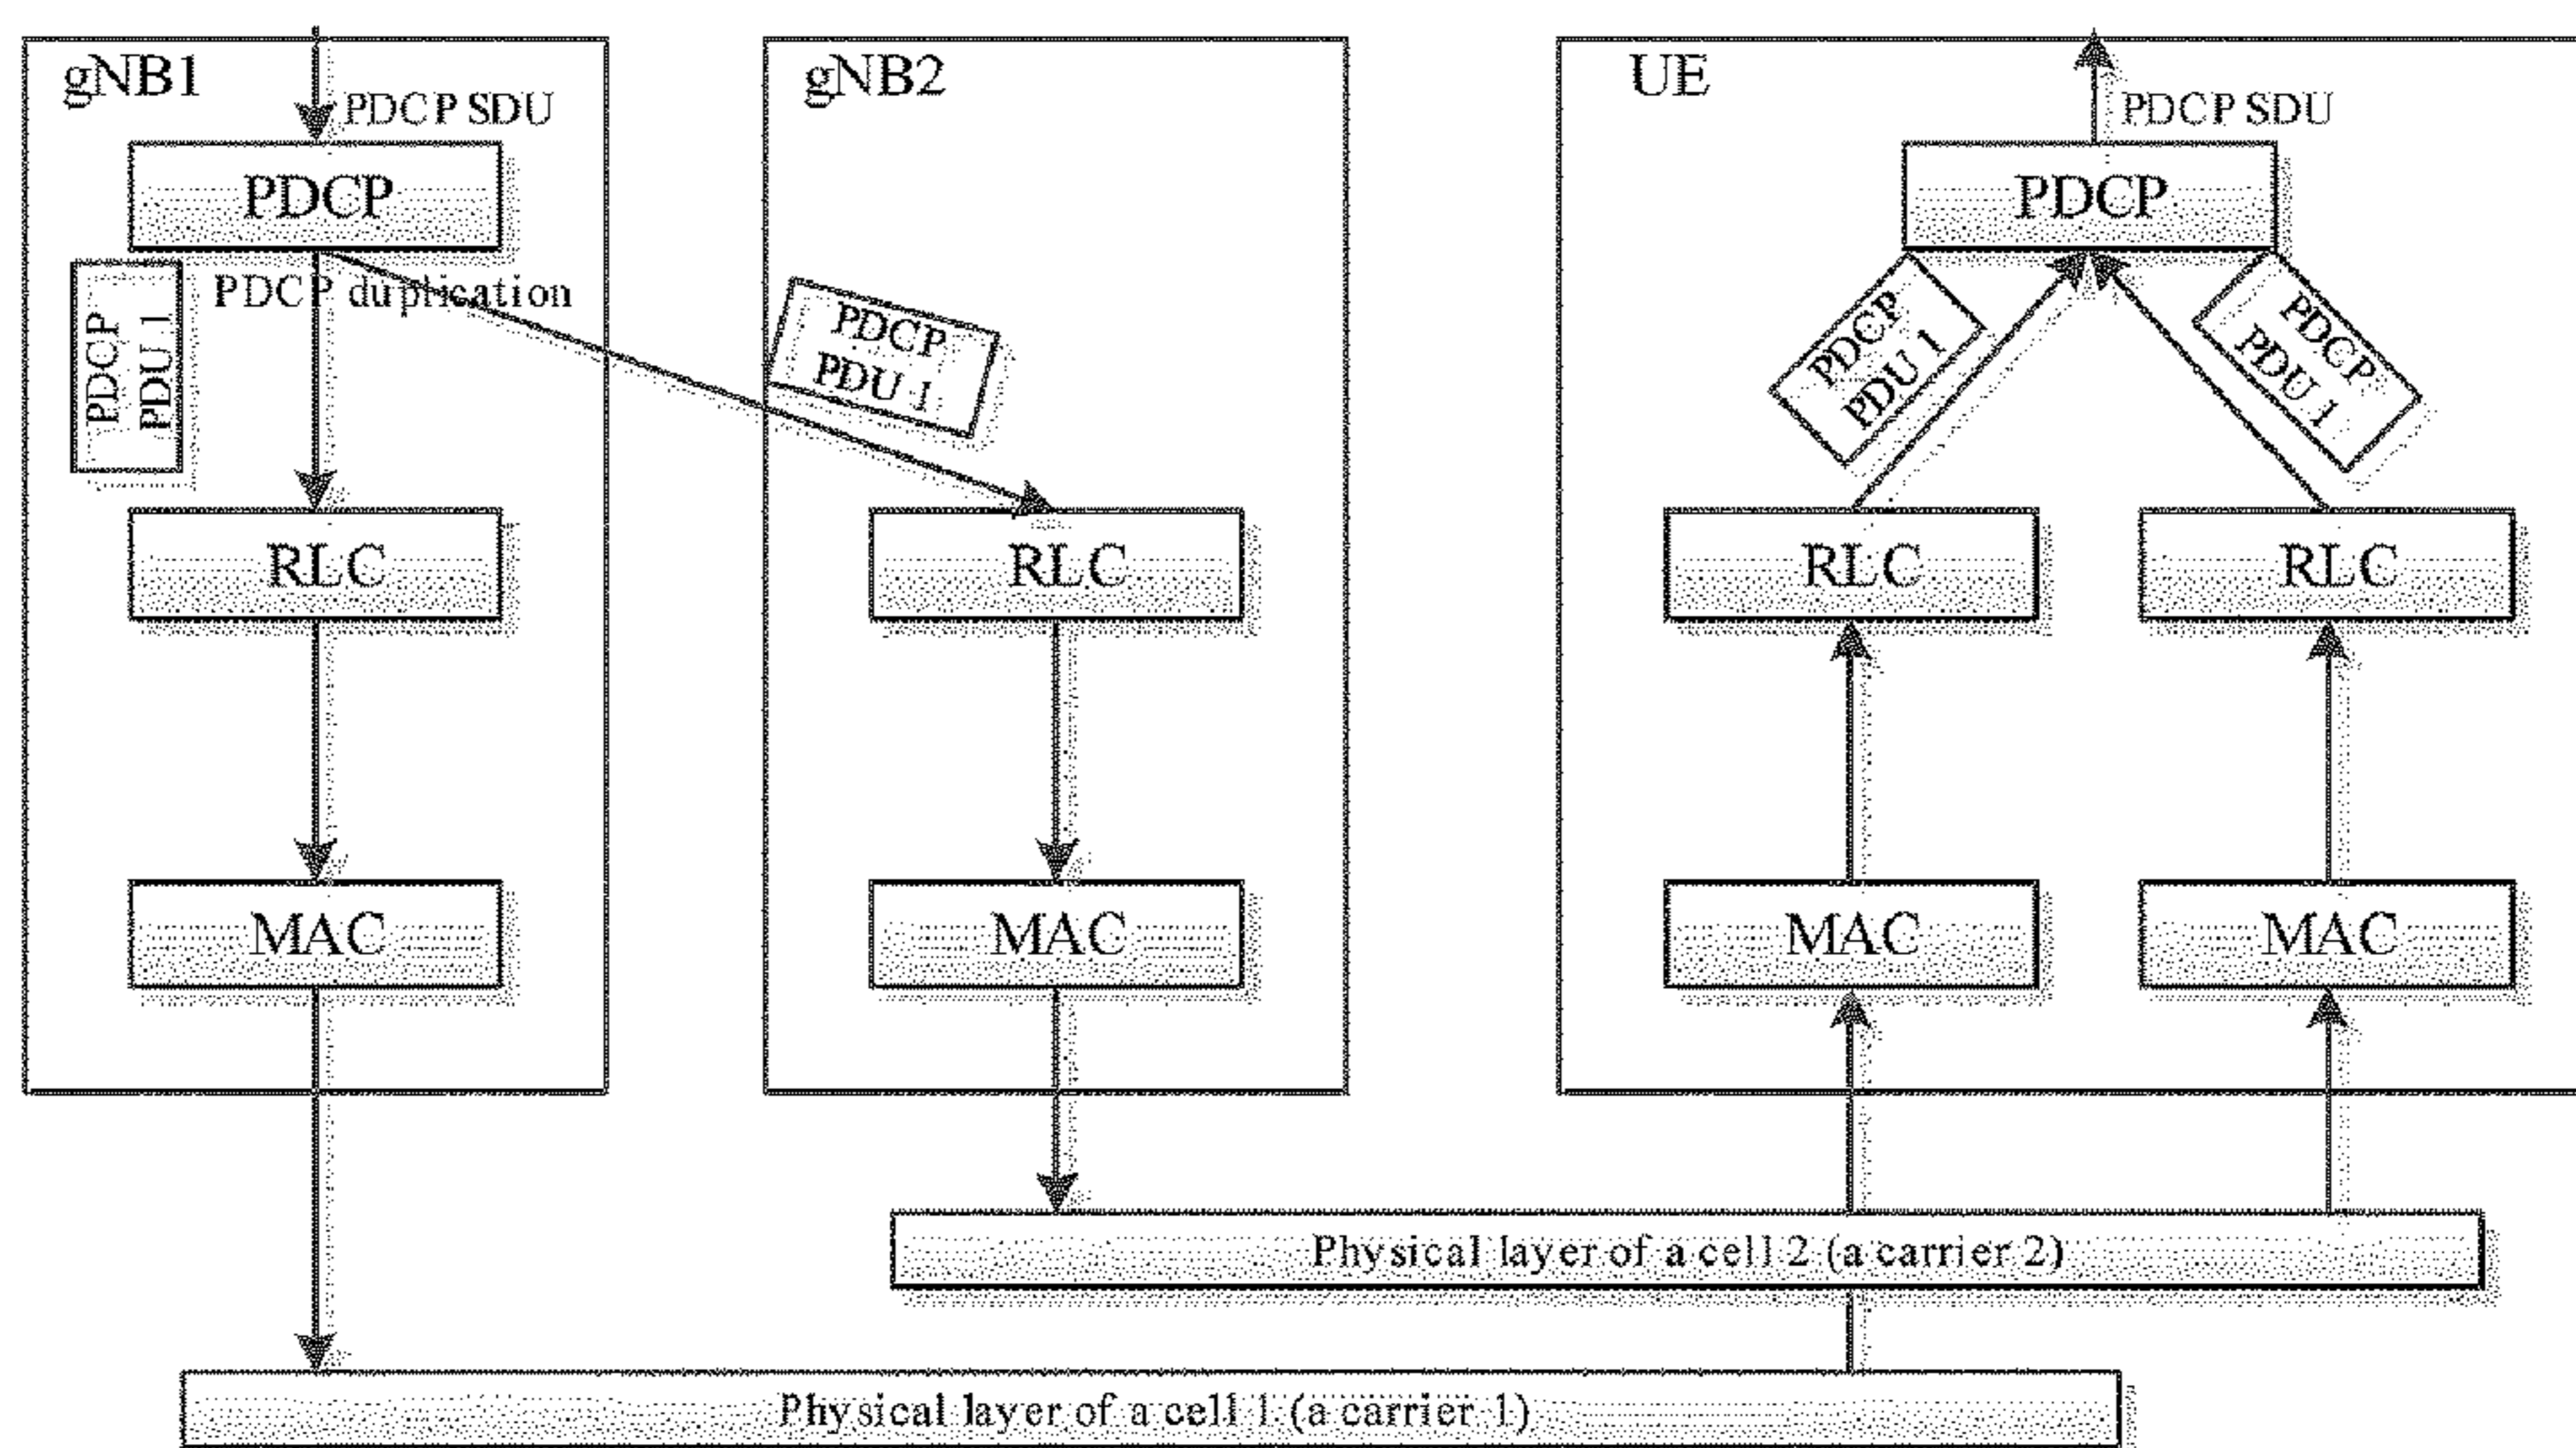 gNB1
PDCP SDU
PDCP
PDCP duplication
PDCP
PDU 1
RLC
MAC
gNB2
PDCP
PDU 1
RLC
MAC
UE
PDCP SDU
PDCP
PDCP
PDU 1
PDCP
PDU 1
RLC
RLC
MAC
MAC
Physical layer of a cell 2 (a carrier 2)
Physical layer of a cell 1 (a carrier 1)